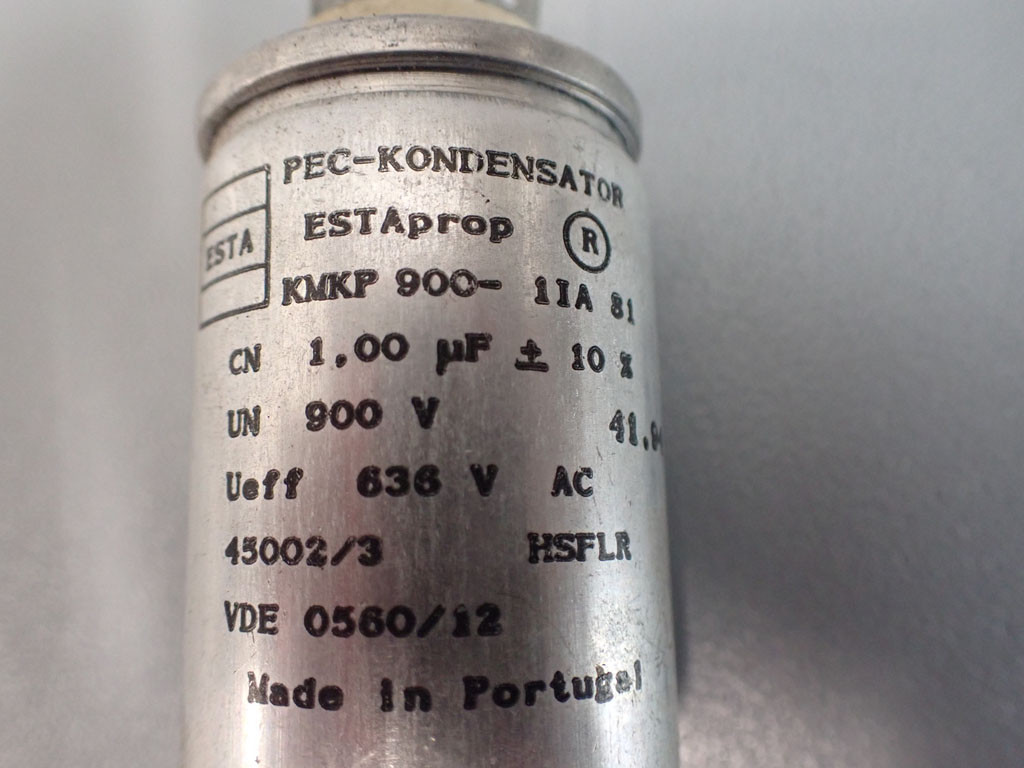 PEC-KONDENSATOR
ESTA
ESTAprop ®
KMKP 900- 1IA 81
CN 1.00 µF ± 10 %
UN 900 V
Ueff 636 V AC
45002/3 HSFLR
VDE 0560/12
Made in Portugal